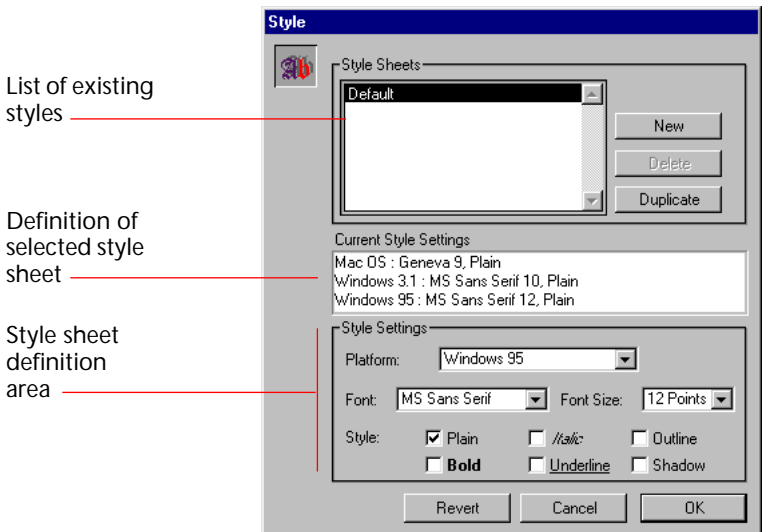 Style
Ab
List of existing
styles
Style Sheets
Default
New
Delete
Duplicate
Definition of
selected style
sheet
Current Style Settings
Mac OS : Geneva 9, Plain
Windows 3.1 : MS Sans Serif 10, Plain
Windows 95 : MS Sans Serif 12, Plain
Style sheet
definition
area
Style Settings
Platform: Windows 95
Font: MS Sans Serif Font Size: 12 Points
Style: Plain Italic Outline
Bold Underline Shadow
Revert Cancel OK